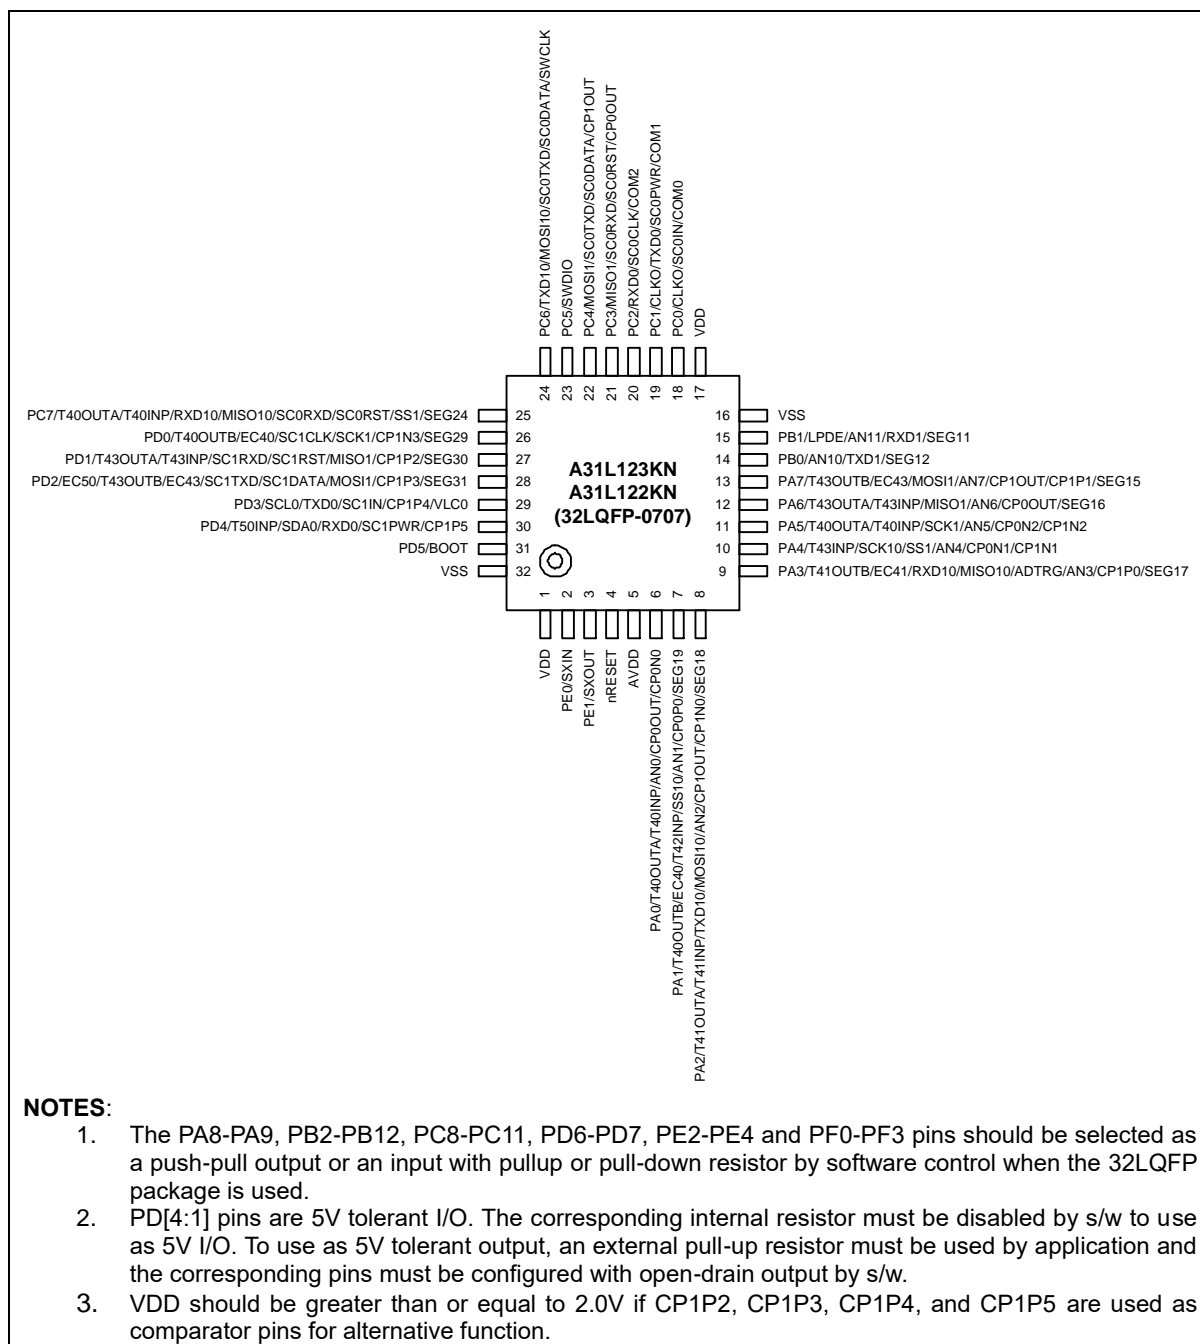 PC6/TXD10/MOSI10/SC0TXD/SC0DATA/SWCLK
PC5/SWDIO
PC4/MOSI1/SC0TXD/SC0DATA/CP1OUT
PC3/MISO1/SC0RXD/SC0RST/CP0OUT
PC2/RXD0/SC0CLK/COM2
PC1/CLKO/TXD0/SC0PWR/COM1
PC0/CLKO/SC0IN/COM0
VDD
24
23
22
21
20
19
18
17
PC7/T40OUTA/T40INP/RXD10/MISO10/SC0RXD/SC0RST/SS1/SEG24
PD0/T40OUTB/EC40/SC1CLK/SCK1/CP1N3/SEG29
PD1/T43OUTA/T43INP/SC1RXD/SC1RST/MISO1/CP1P2/SEG30
PD2/EC50/T43OUTB/EC43/SC1TXD/SC1DATA/MOSI1/CP1P3/SEG31
PD3/SCL0/TXD0/SC1IN/CP1P4/VLC0
PD4/T50INP/SDA0/RXD0/SC1PWR/CP1P5
PD5/BOOT
VSS
25
26
27
28
29
30
31
32
A31L123KN
A31L122KN
(32LQFP-0707)
16
15
14
13
12
11
10
9
VSS
PB1/LPDE/AN11/RXD1/SEG11
PB0/AN10/TXD1/SEG12
PA7/T43OUTB/EC43/MOSI1/AN7/CP1OUT/CP1P1/SEG15
PA6/T43OUTA/T43INP/MISO1/AN6/CP0OUT/SEG16
PA5/T40OUTA/T40INP/SCK1/AN5/CP0N2/CP1N2
PA4/T43INP/SCK10/SS1/AN4/CP0N1/CP1N1
PA3/T41OUTB/EC41/RXD10/MISO10/ADTRG/AN3/CP1P0/SEG17
1
2
3
4
5
6
7
8
VDD
PE0/SXIN
PE1/SXOUT
nRESET
AVDD
PA0/T40OUTA/T40INP/AN0/CP0OUT/CP0N0
PA1/T40OUTB/EC40/T42INP/SS10/AN1/CP0P0/SEG19
PA2/T41OUTA/T41INP/TXD10/MOSI10/AN2/CP1OUT/CP1N0/SEG18
NOTES:
1. The PA8-PA9, PB2-PB12, PC8-PC11, PD6-PD7, PE2-PE4 and PF0-PF3 pins should be selected as
a push-pull output or an input with pullup or pull-down resistor by software control when the 32LQFP
package is used.
2. PD[4:1] pins are 5V tolerant I/O. The corresponding internal resistor must be disabled by s/w to use
as 5V I/O. To use as 5V tolerant output, an external pull-up resistor must be used by application and
the corresponding pins must be configured with open-drain output by s/w.
3. VDD should be greater than or equal to 2.0V if CP1P2, CP1P3, CP1P4, and CP1P5 are used as
comparator pins for alternative function.